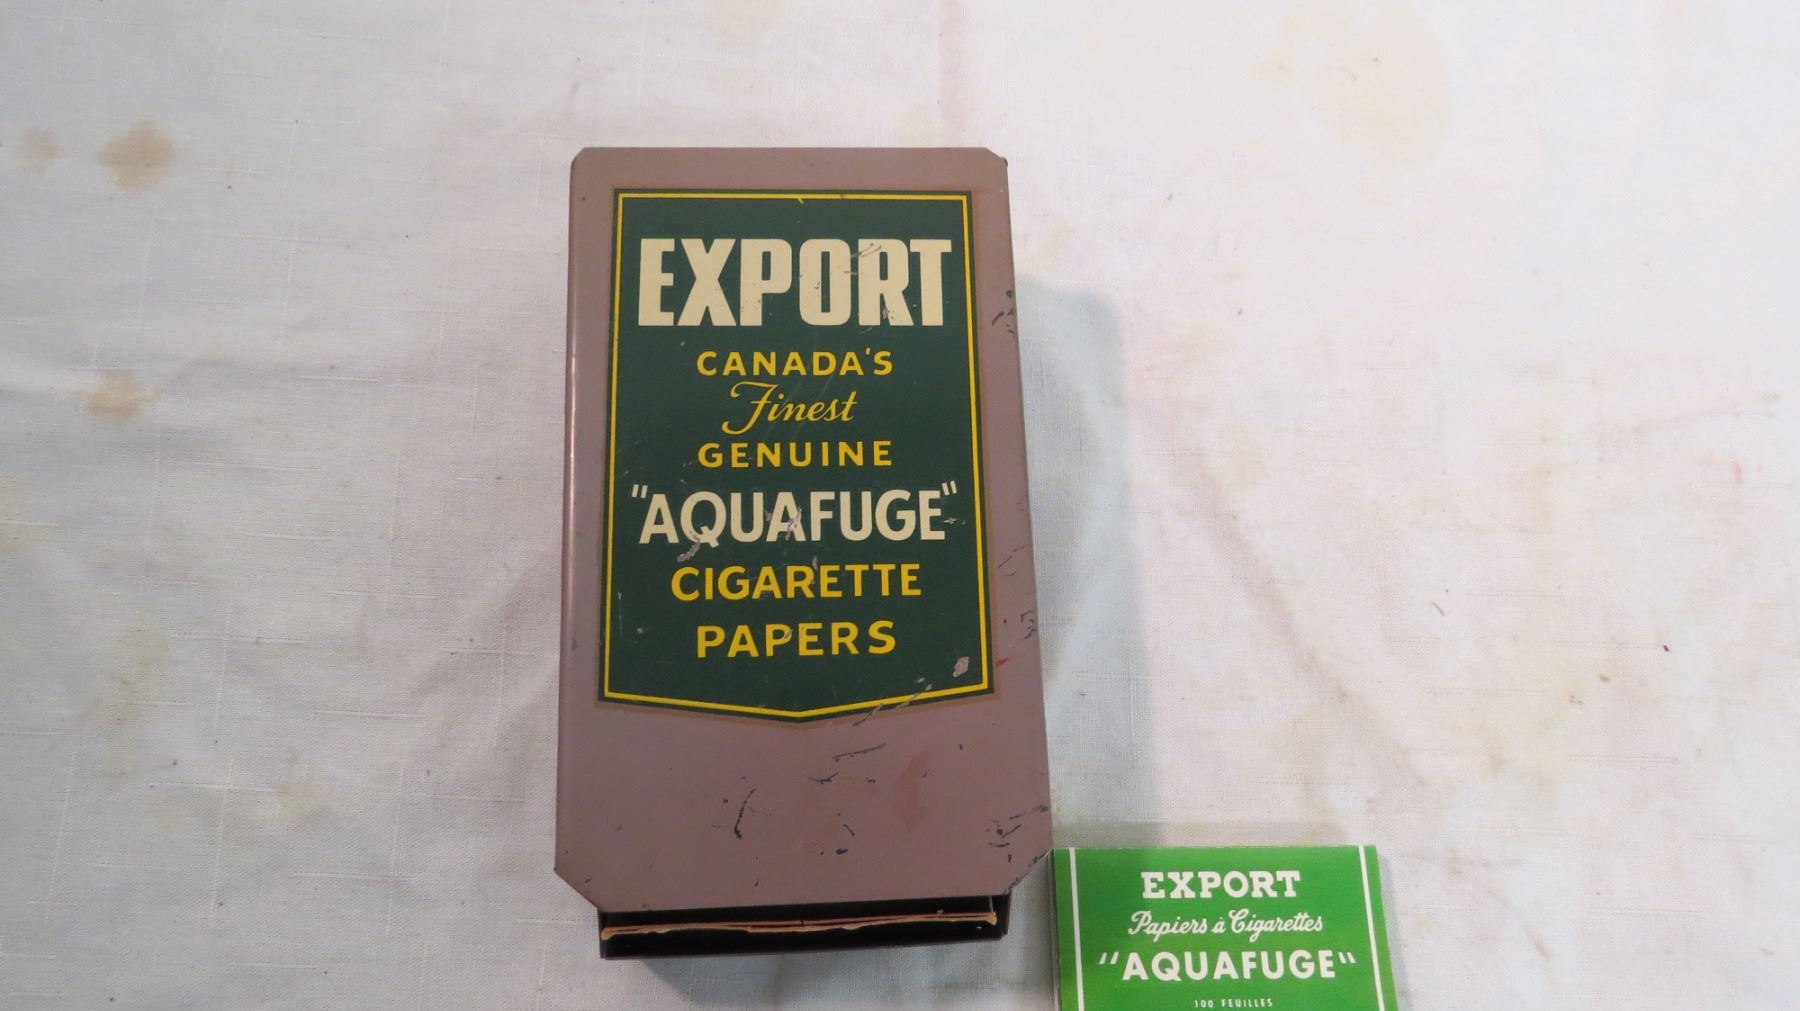 EXPORT
CANADA'S
Finest
GENUINE
"AQUAFUGE"
CIGARETTE
PAPERS
EXPORT
Papiers à Cigarettes
"AQUAFUGE"
100 FEUILLES